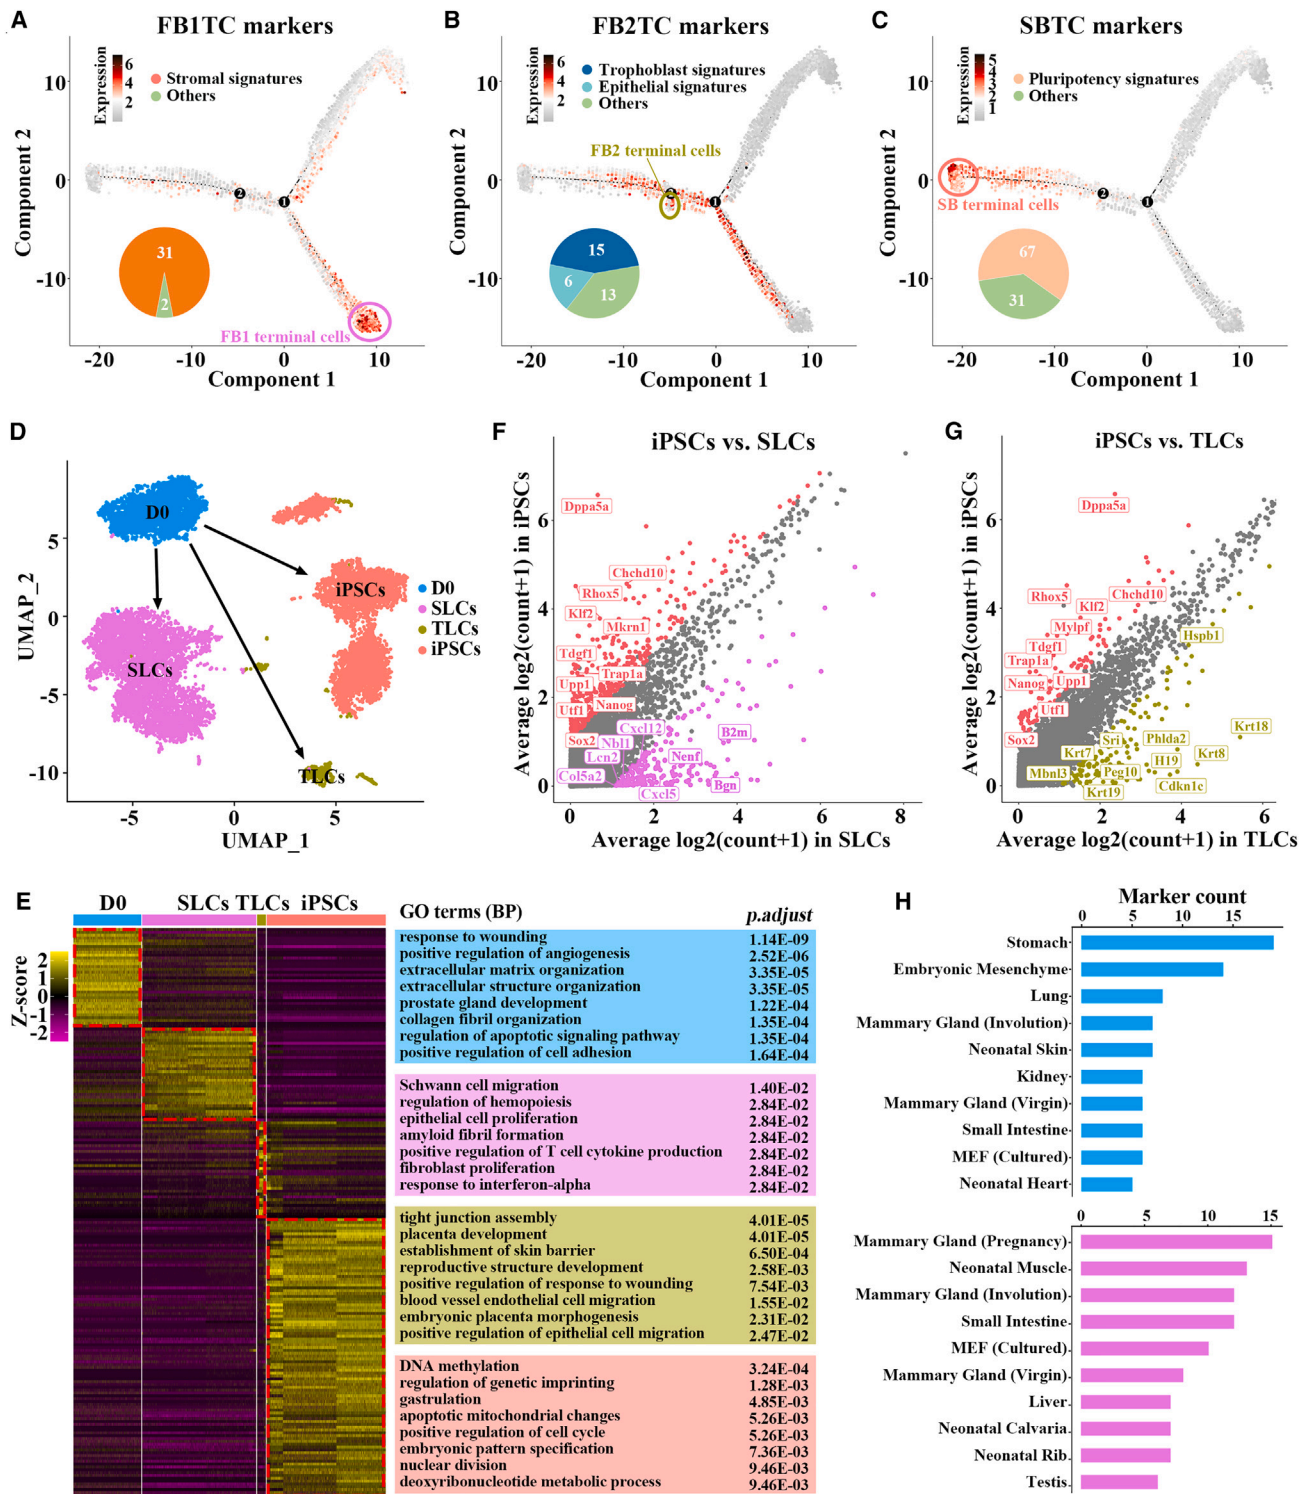 A
FB1TC markers
Expression
6
4
2
Stromal signatures
Others
Component 2
10
0
-10
2
1
31
2
FB1 terminal cells
-20
-10
0
10
Component 1
B
FB2TC markers
Expression
6
4
2
Trophoblast signatures
Epithelial signatures
Others
FB2 terminal cells
Component 2
10
0
-10
2
1
15
6
13
-20
-10
0
10
Component 1
C
SBTC markers
Expression
5
4
3
2
1
Pluripotency signatures
Others
Component 2
10
0
-10
SB terminal cells
2
1
67
31
-20
-10
0
10
Component 1
D
D0
iPSCs
SLCs
TLCs
D0
SLCs
TLCs
iPSCs
UMAP_2
5
0
-5
-10
-5
0
5
UMAP_1
F
iPSCs vs. SLCs
Average log2(count+1) in iPSCs
6
4
2
0
Dppa5a
Chchd10
Rhox5
Klf2
Mkrn1
Tdgf1
Trap1a
Upp1
Nanog
Utf1
Cxcl12
B2m
Sox2
Nbl1
Lcn2
Nenf
Col5a2
Bgn
Cxcl5
0
2
4
6
8
Average log2(count+1) in SLCs
G
iPSCs vs. TLCs
Average log2(count+1) in iPSCs
6
4
2
0
Dppa5a
Rhox5
Chchd10
Klf2
Mylpf
Hspb1
Tdgf1
Trap1a
Nanog
Upp1
Utf1
Krt18
Sox2
Sri
Phlda2
Krt7
H19
Krt8
Mbnl3
Peg10
Cdkn1c
Krt19
0
2
4
6
Average log2(count+1) in TLCs
E
D0
SLCs
TLCs
iPSCs
Z-score
2
1
0
-1
-2
GO terms (BP) p.adjust
response to wounding 1.14E-09
positive regulation of angiogenesis 2.52E-06
extracellular matrix organization 3.35E-05
extracellular structure organization 3.35E-05
prostate gland development 1.22E-04
collagen fibril organization 1.35E-04
regulation of apoptotic signaling pathway 1.35E-04
positive regulation of cell adhesion 1.64E-04
Schwann cell migration 1.40E-02
regulation of hemopoiesis 2.84E-02
epithelial cell proliferation 2.84E-02
amyloid fibril formation 2.84E-02
positive regulation of T cell cytokine production 2.84E-02
fibroblast proliferation 2.84E-02
response to interferon-alpha 2.84E-02
tight junction assembly 4.01E-05
placenta development 4.01E-05
establishment of skin barrier 6.50E-04
reproductive structure development 2.58E-03
positive regulation of response to wounding 7.54E-03
blood vessel endothelial cell migration 1.55E-02
embryonic placenta morphogenesis 2.31E-02
positive regulation of epithelial cell migration 2.47E-02
DNA methylation 3.24E-04
regulation of genetic imprinting 1.28E-03
gastrulation 4.85E-03
apoptotic mitochondrial changes 5.26E-03
positive regulation of cell cycle 5.26E-03
embryonic pattern specification 7.36E-03
nuclear division 9.46E-03
deoxyribonucleotide metabolic process 9.46E-03
H
Marker count
0
5
10
15
Stomach
Embryonic Mesenchyme
Lung
Mammary Gland (Involution)
Neonatal Skin
Kidney
Mammary Gland (Virgin)
Small Intestine
MEF (Cultured)
Neonatal Heart
0
5
10
15
Mammary Gland (Pregnancy)
Neonatal Muscle
Mammary Gland (Involution)
Small Intestine
MEF (Cultured)
Mammary Gland (Virgin)
Liver
Neonatal Calvaria
Neonatal Rib
Testis